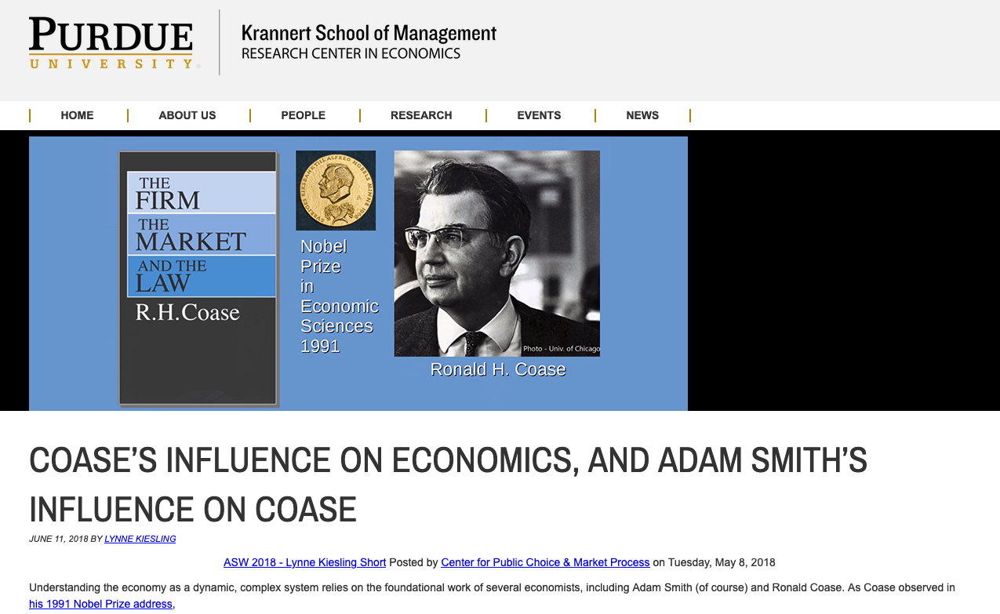 PURDUE
UNIVERSITY
Krannert School of Management
RESEARCH CENTER IN ECONOMICS
HOME
ABOUT US
PEOPLE
RESEARCH
EVENTS
NEWS
THE
FIRM
THE
MARKET
AND THE
LAW
R.H.Coase
Nobel
Prize
in
Economic
Sciences
1991
Photo - Univ. of Chicago
Ronald H. Coase
COASE’S INFLUENCE ON ECONOMICS, AND ADAM SMITH’S
INFLUENCE ON COASE
JUNE 11, 2018 BY LYNNE KIESLING
ASW 2018 - Lynne Kiesling Short Posted by Center for Public Choice & Market Process on Tuesday, May 8, 2018
Understanding the economy as a dynamic, complex system relies on the foundational work of several economists, including Adam Smith (of course) and Ronald Coase. As Coase observed in
his 1991 Nobel Prize address,